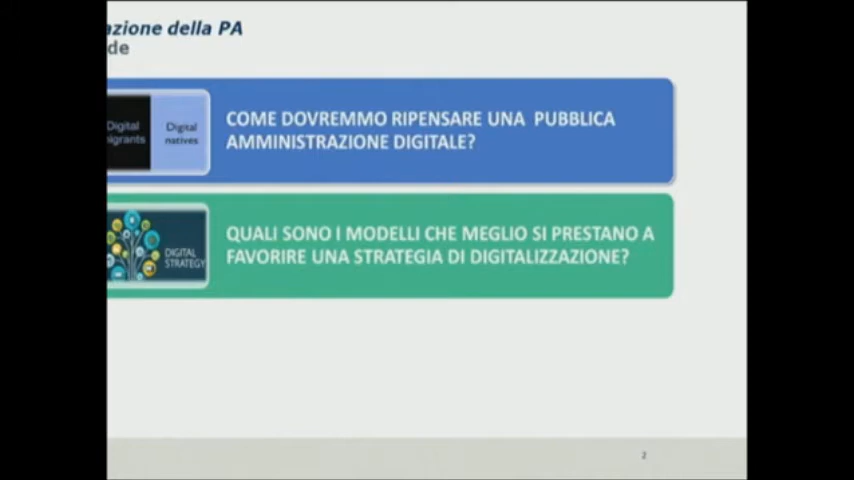 azione della PA
de
Digital
igrants
Digital
natives
COME DOVREMMO RIPENSARE UNA PUBBLICA
AMMINISTRAZIONE DIGITALE?
DIGITAL
STRATEGY
QUALI SONO I MODELLI CHE MEGLIO SI PRESTANO A
FAVORIRE UNA STRATEGIA DI DIGITALIZZAZIONE?
2